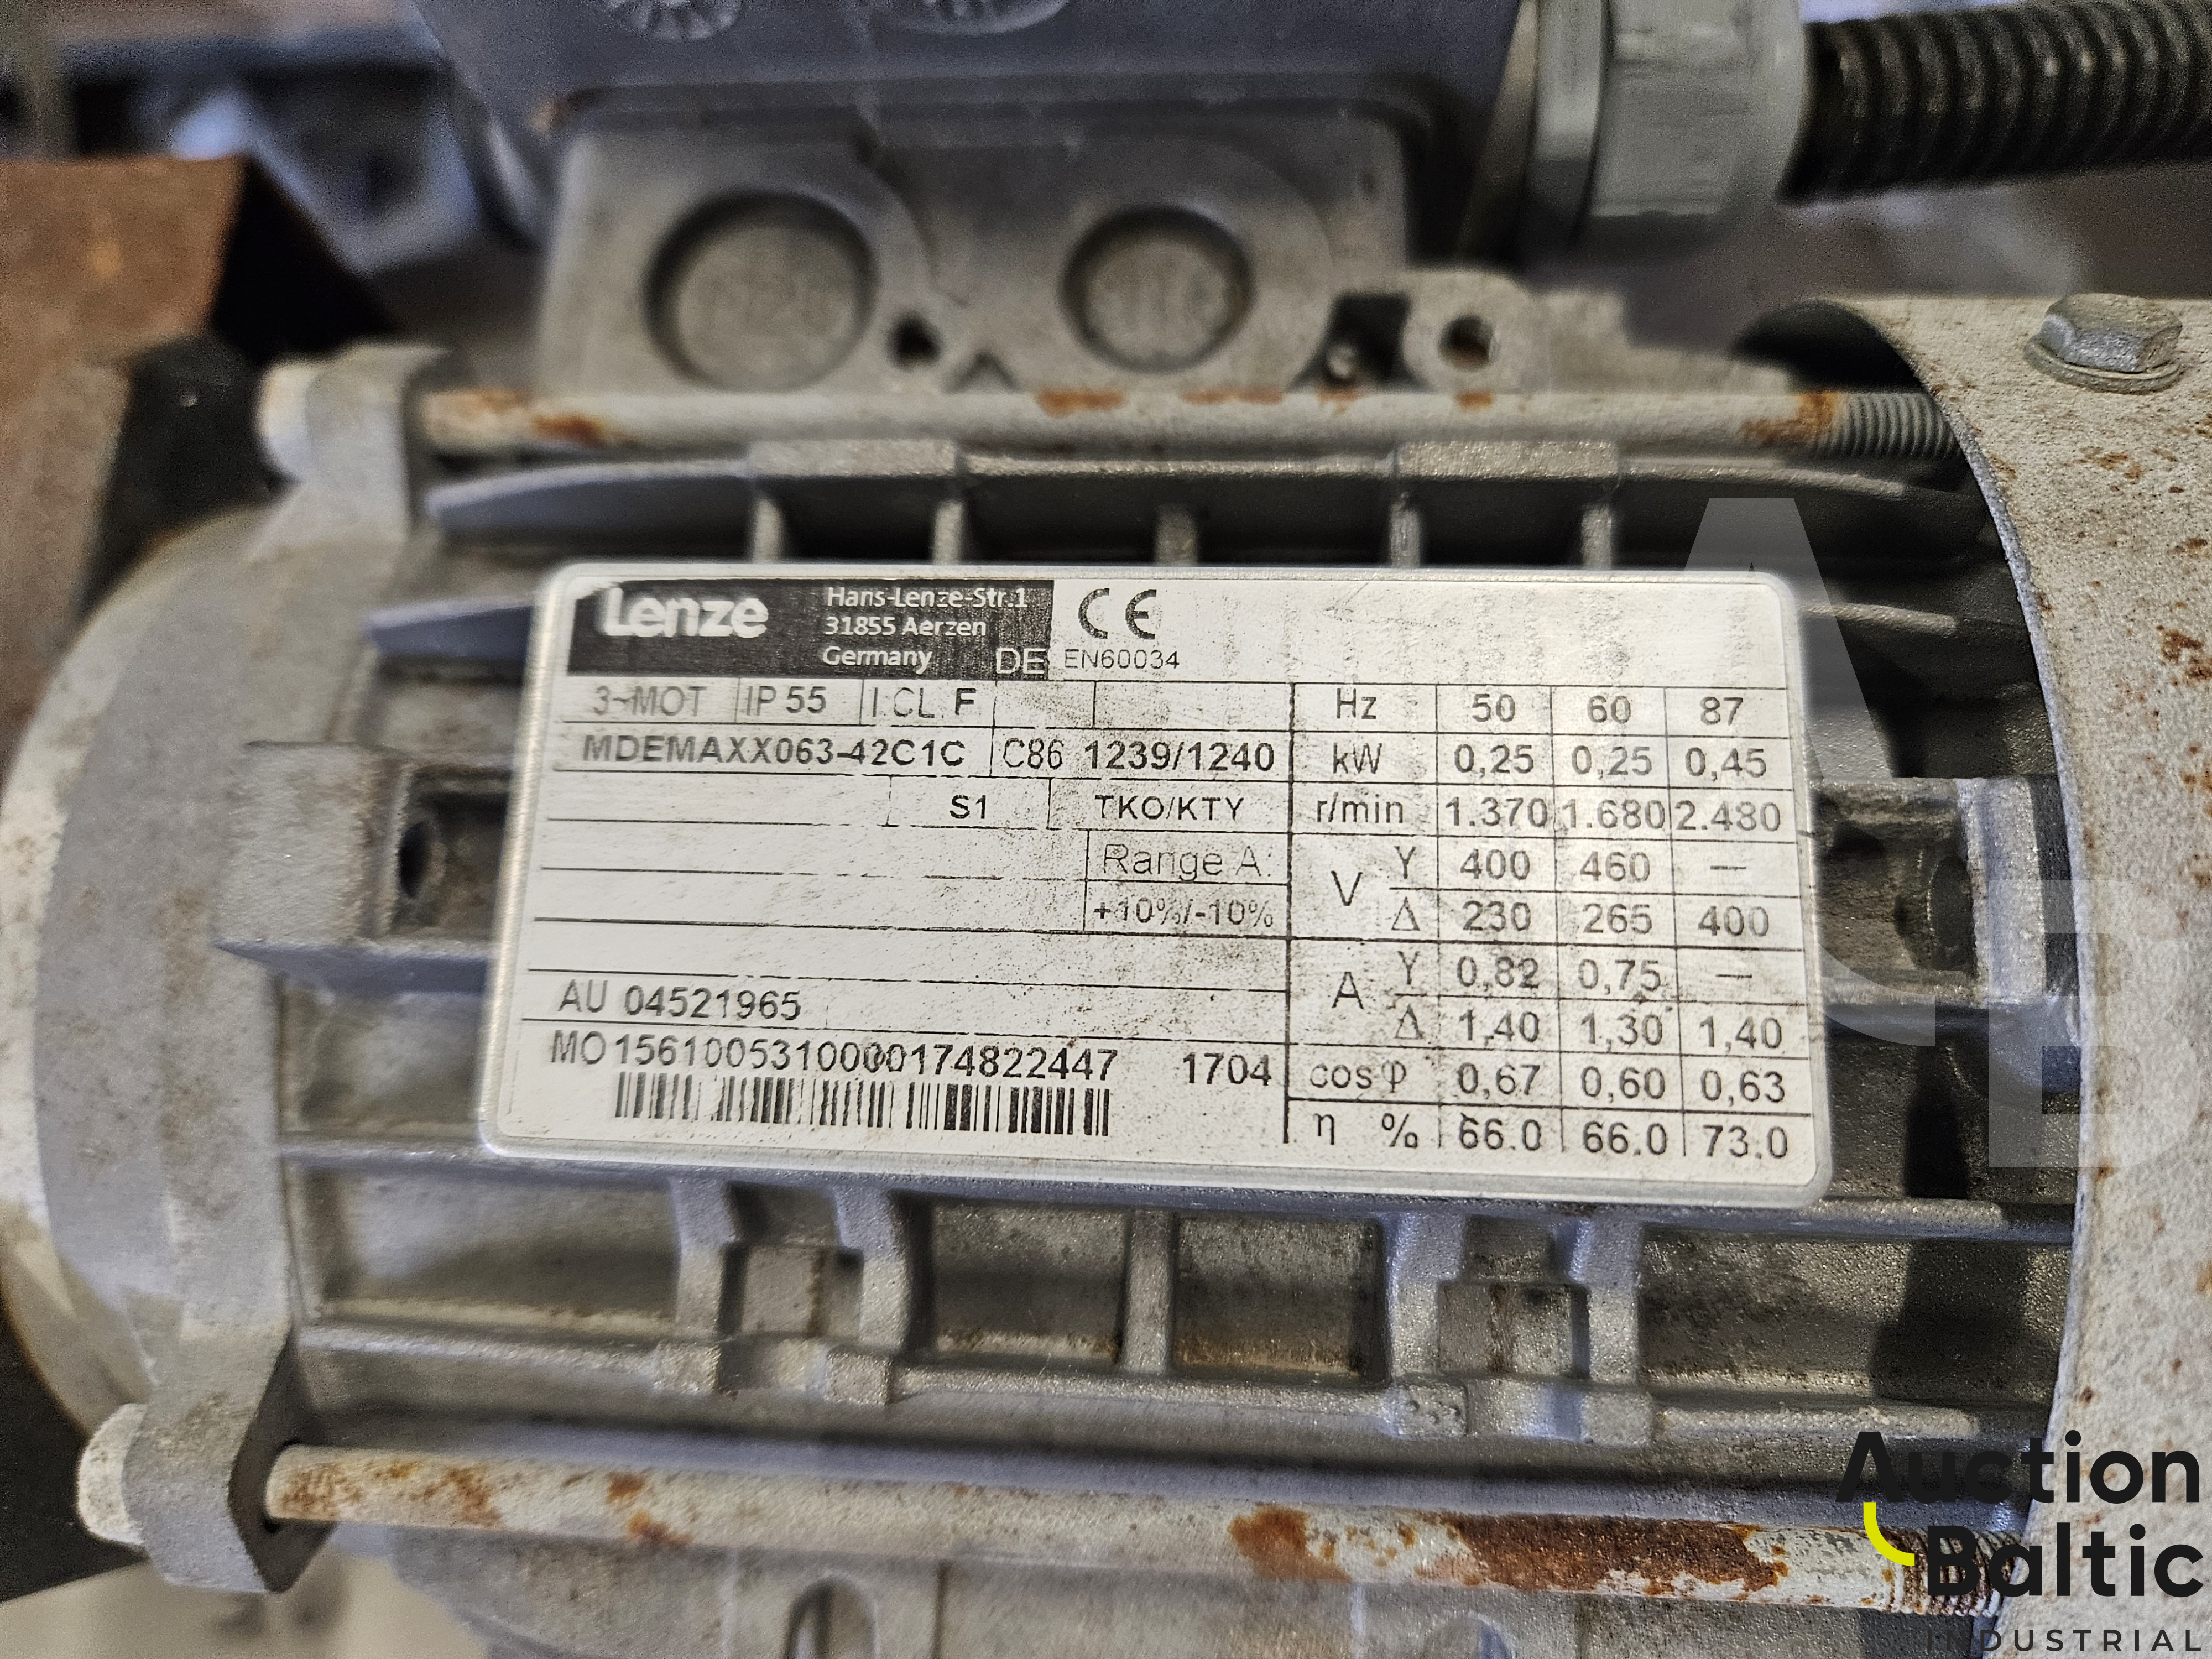 Lenze
Hans-Lenze-Str.1
31855 Aerzen
Germany DE
CE
EN60034
3~MOT IP 55 I.CL. F
MDEMAXX063-42C1C C86 1239/1240
S1 TKO/KTY
Range A:
+10%/-10%
AU 04521965
MO 1561005310000174822447 1704
Hz 50 60 87
kW 0,25 0,25 0,45
r/min 1.370 1.680 2.480
V Y 400 460 —
Δ 230 265 400
A Y 0,82 0,75 —
Δ 1,40 1,30 1,40
cos φ 0,67 0,60 0,63
η % 66.0 66.0 73.0
AB
Auction
Baltic
INDUSTRIAL